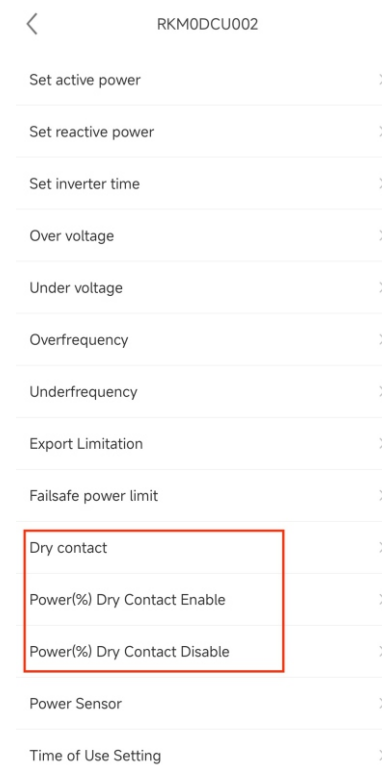 RKM0DCU002
Set active power
Set reactive power
Set inverter time
Over voltage
Under voltage
Overfrequency
Underfrequency
Export Limitation
Failsafe power limit
Dry contact
Power(%) Dry Contact Enable
Power(%) Dry Contact Disable
Power Sensor
Time of Use Setting